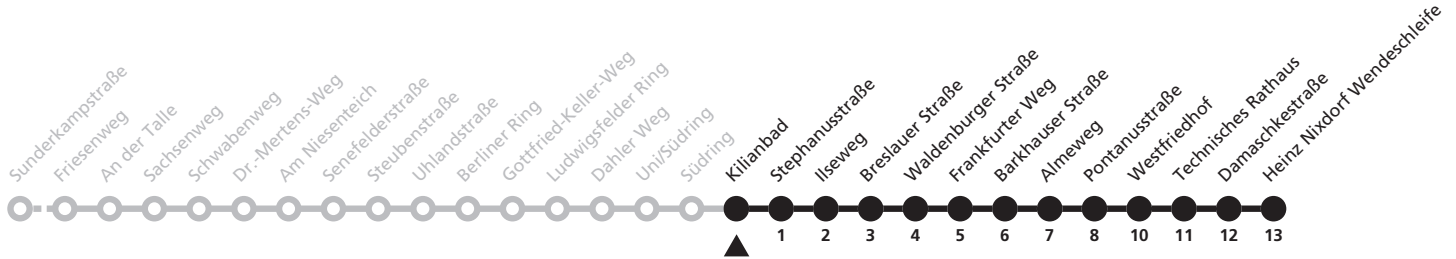 Sunderkampstraße
Friesenweg
An der Talle
Sachsenweg
Schwabenweg
Dr.-Mertens-Weg
Am Niesenteich
Senefelderstraße
Steubenstraße
Uhlandstraße
Berliner Ring
Gottfried-Keller-Weg
Ludwigsfelder Ring
Dahler Weg
Uni/Südring
Südring
Kilianbad
Stephanusstraße
Ilseweg
Breslauer Straße
Waldenburger Straße
Frankfurter Weg
Barkhauser Straße
Almeweg
Pontanusstraße
Westfriedhof
Technisches Rathaus
Damaschkestraße
Heinz Nixdorf Wendeschleife
1 2 3 4 5 6 7 8 10 11 12 13